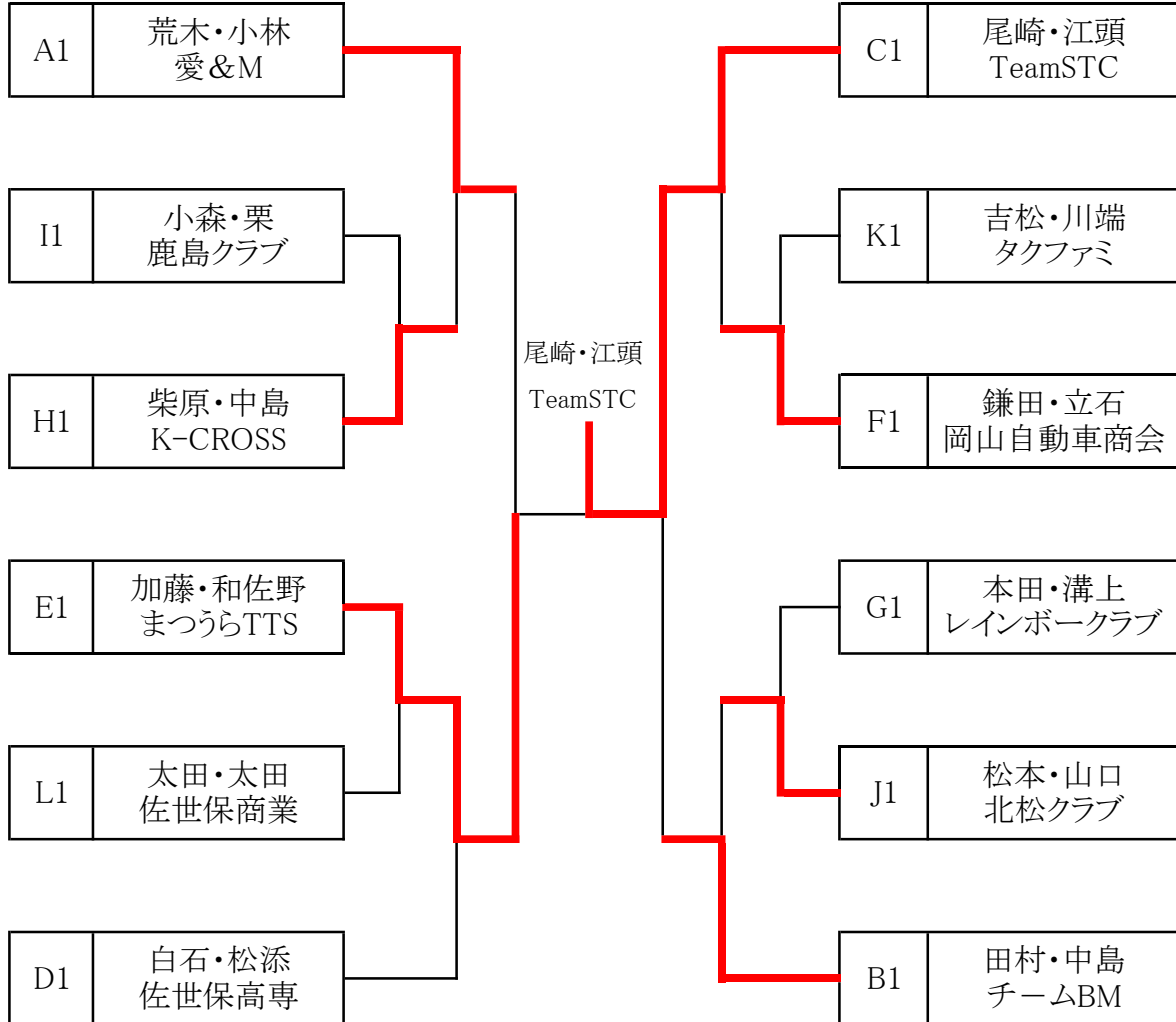 A1
荒木・小林
愛&M
I1
小森・栗
鹿島クラブ
H1
柴原・中島
K-CROSS
E1
加藤・和佐野
まつうらTTS
L1
太田・太田
佐世保商業
D1
白石・松添
佐世保高専
尾崎・江頭
TeamSTC
C1
尾崎・江頭
TeamSTC
K1
吉松・川端
タクファミ
F1
鎌田・立石
岡山自動車商会
G1
本田・溝上
レインボークラブ
J1
松本・山口
北松クラブ
B1
田村・中島
チームBM